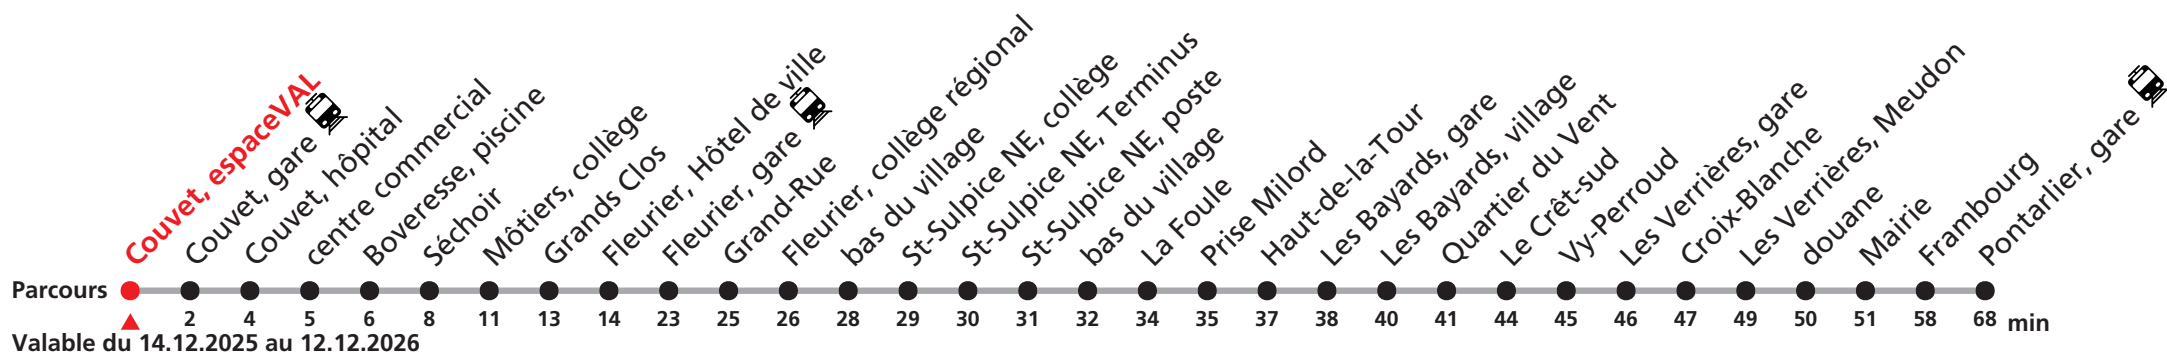 Couvet, espaceVAL
Couvet, gare
Couvet, hôpital
centre commercial
Boveresse, piscine
Séchoir
Môtiers, collège
Grands Clos
Fleurier, Hôtel de ville
Fleurier, gare
Grand-Rue
Fleurier, collège régional
bas du village
St-Sulpice NE, collège
St-Sulpice NE, Terminus
St-Sulpice NE, poste
bas du village
La Foule
Prise Milord
Haut-de-la-Tour
Les Bayards, gare
Les Bayards, village
Quartier du Vent
Le Crêt-sud
Vy-Perroud
Les Verrières, gare
Croix-Blanche
Les Verrières, Meudon
douane
Mairie
Frambourg
Pontarlier, gare
Parcours
2 4 5 6 8 11 13 14 23 25 26 28 29 30 31 32 34 35 37 38 40 41 44 45 46 47 49 50 51 58 68 min
Valable du 14.12.2025 au 12.12.2026